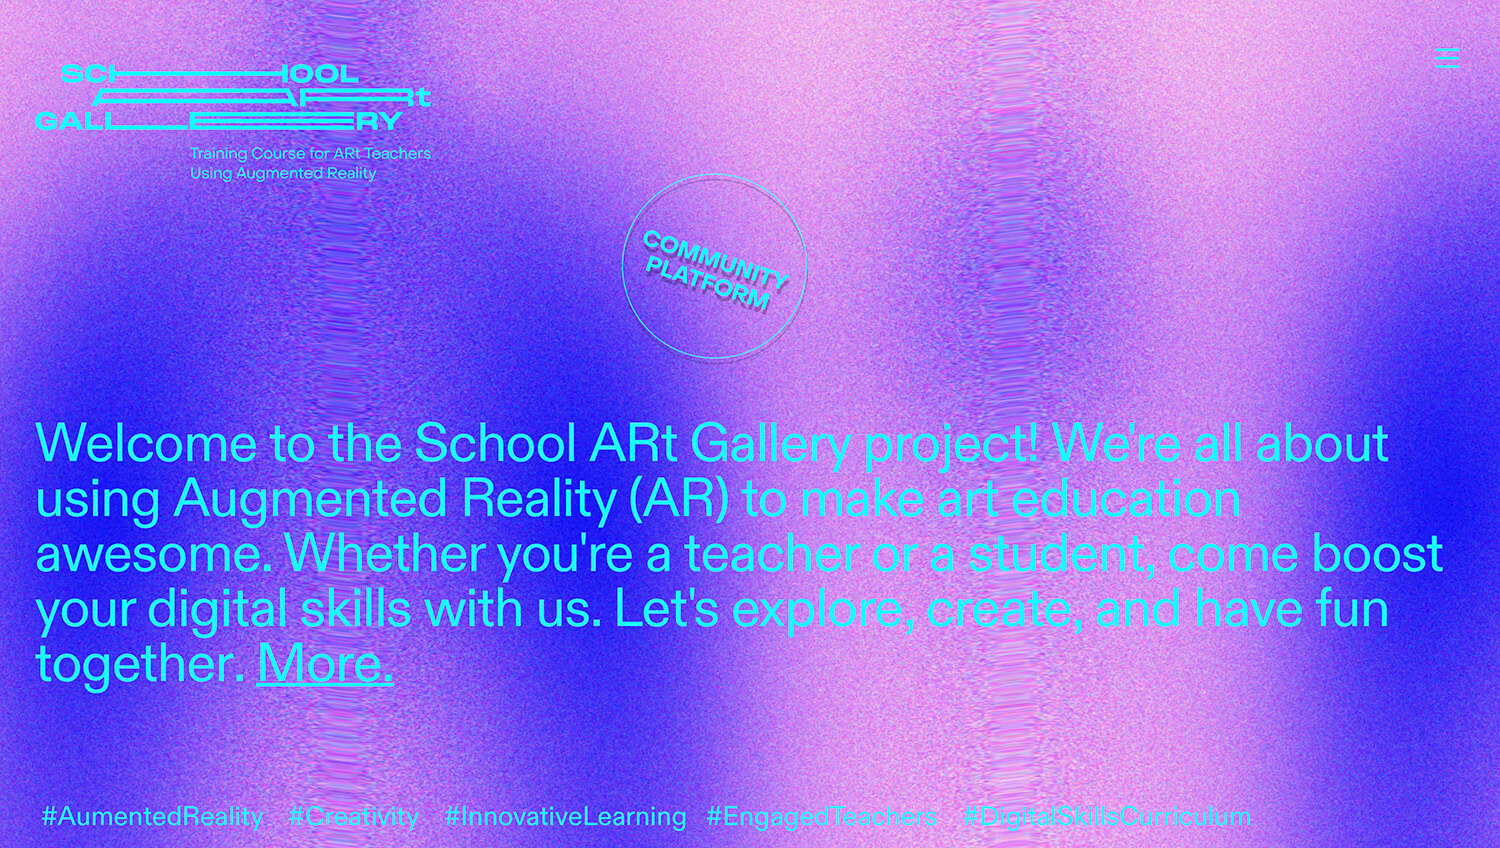 SCHOOL
ARt
GALLERY
Training Course for ARt Teachers
Using Augmented Reality
COMMUNITY
PLATFORM
Welcome to the School ARt Gallery project! We're all about
using Augmented Reality (AR) to make art education
awesome. Whether you're a teacher or a student, come boost
your digital skills with us. Let's explore, create, and have fun
together. More.
#AumentedReality #Creativity #InnovativeLearning #EngagedTeachers #DigitalSkillsCurriculum